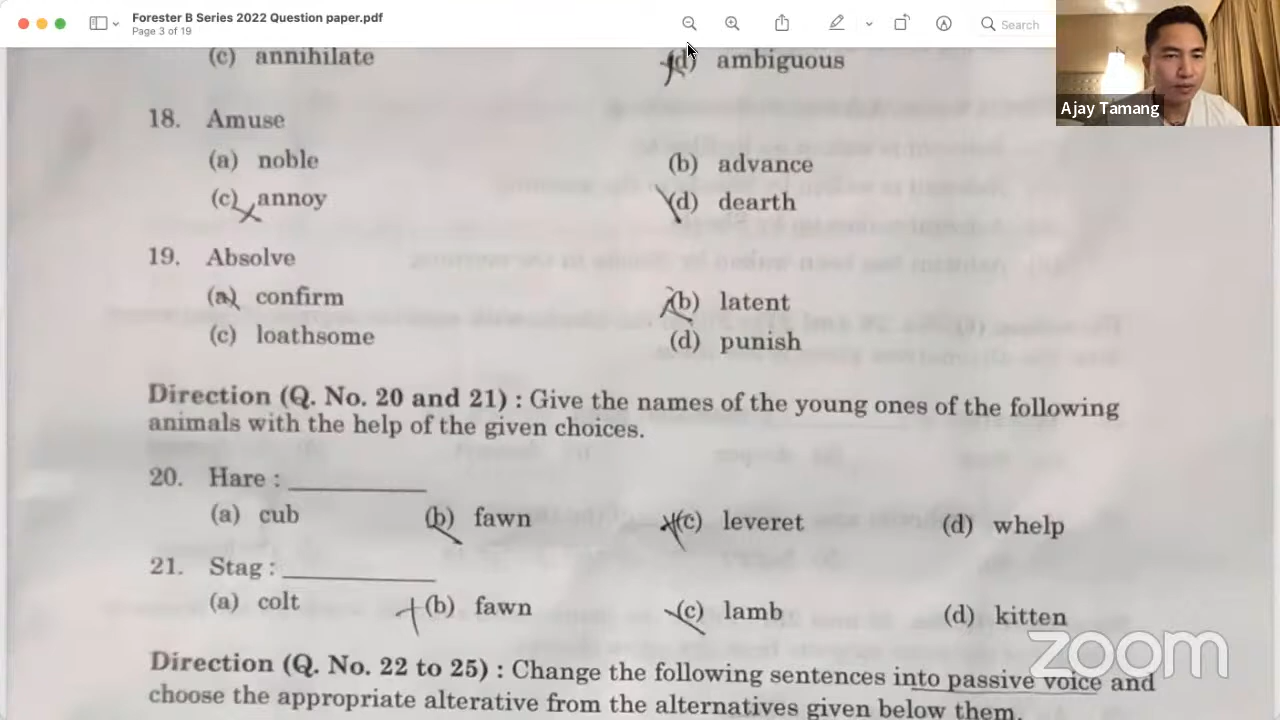 Forester B Series 2022 Question paper.pdf
Page 3 of 19
Search
Ajay Tamang
(c) annihilate (d) ambiguous
18. Amuse
(a) noble (b) advance
(c) annoy (d) dearth
19. Absolve
(a) confirm (b) latent
(c) loathsome (d) punish
Direction (Q. No. 20 and 21) : Give the names of the young ones of the following
animals with the help of the given choices.
20. Hare :
(a) cub (b) fawn (c) leveret (d) whelp
21. Stag :
(a) colt (b) fawn (c) lamb (d) kitten
zoom
Direction (Q. No. 22 to 25) : Change the following sentences into passive voice and
choose the appropriate alterative from the alternatives given below them.